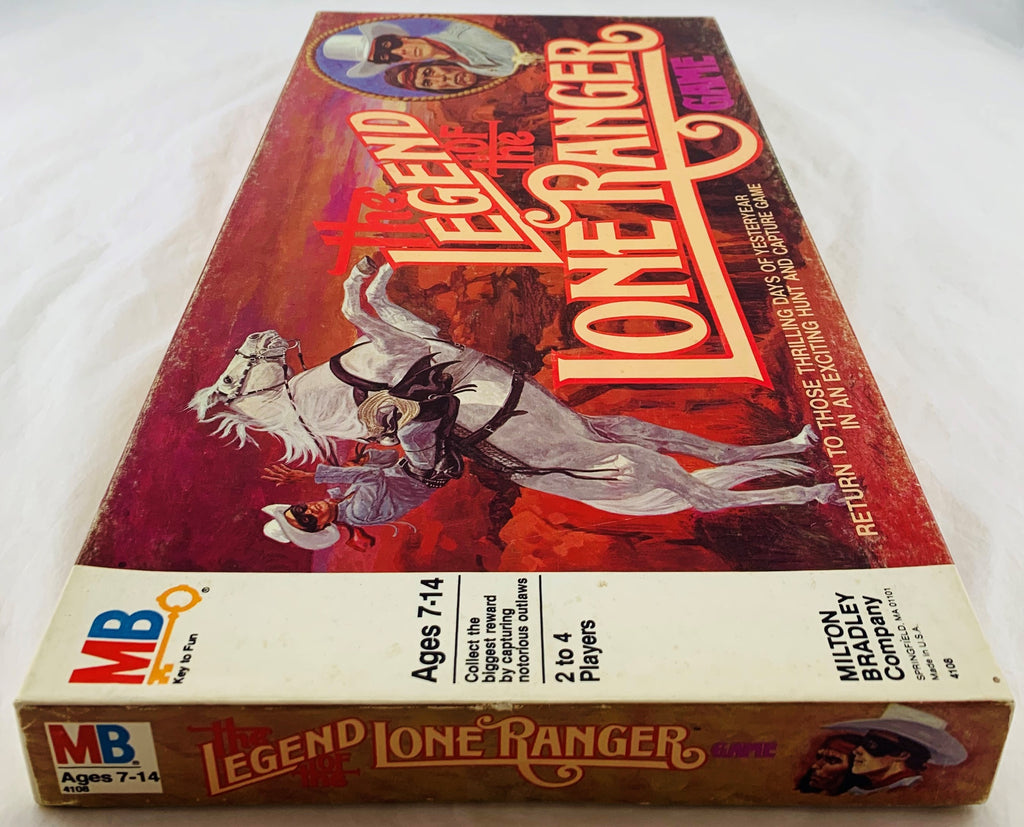 the
LEGEND
OF
the
LONE RANGER
GAME
RETURN TO THOSE THRILLING DAYS OF YESTERYEAR
IN AN EXCITING HUNT AND CAPTURE GAME
MB
®
Key to Fun
Ages 7-14
Collect the
biggest reward
by capturing
notorious outlaws
2 to 4
Players
MILTON
BRADLEY
Company
SPRINGFIELD, MA 01101
Made in U.S.A.
4108
MB®
Ages 7-14
4108
the
LEGEND
OF
the
LONE RANGER™
GAME